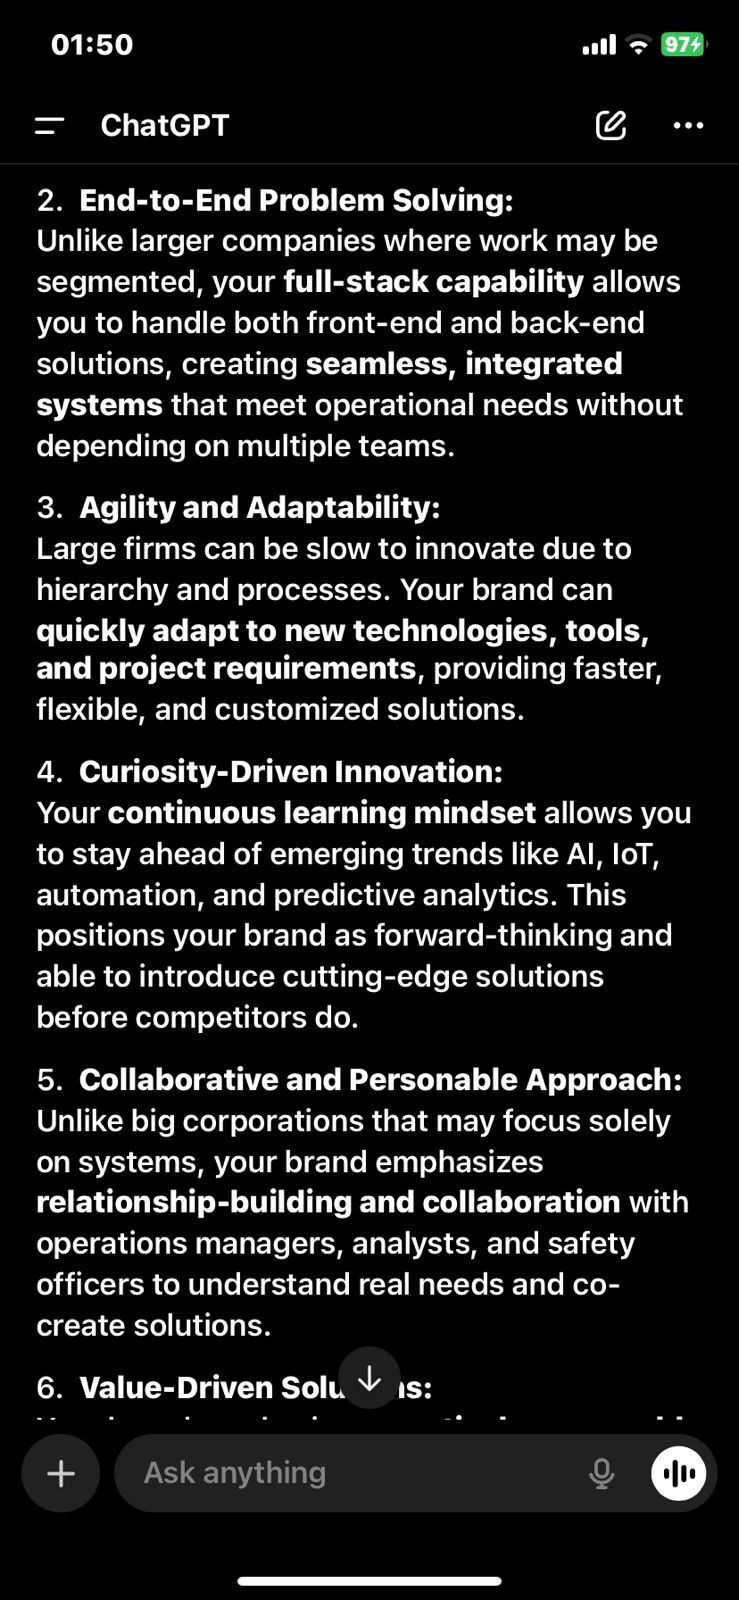 01:50
97
ChatGPT
2. End-to-End Problem Solving:
Unlike larger companies where work may be
segmented, your full-stack capability allows
you to handle both front-end and back-end
solutions, creating seamless, integrated
systems that meet operational needs without
depending on multiple teams.
3. Agility and Adaptability:
Large firms can be slow to innovate due to
hierarchy and processes. Your brand can
quickly adapt to new technologies, tools,
and project requirements, providing faster,
flexible, and customized solutions.
4. Curiosity-Driven Innovation:
Your continuous learning mindset allows you
to stay ahead of emerging trends like AI, IoT,
automation, and predictive analytics. This
positions your brand as forward-thinking and
able to introduce cutting-edge solutions
before competitors do.
5. Collaborative and Personable Approach:
Unlike big corporations that may focus solely
on systems, your brand emphasizes
relationship-building and collaboration with
operations managers, analysts, and safety
officers to understand real needs and co-
create solutions.
6. Value-Driven
Ask anything